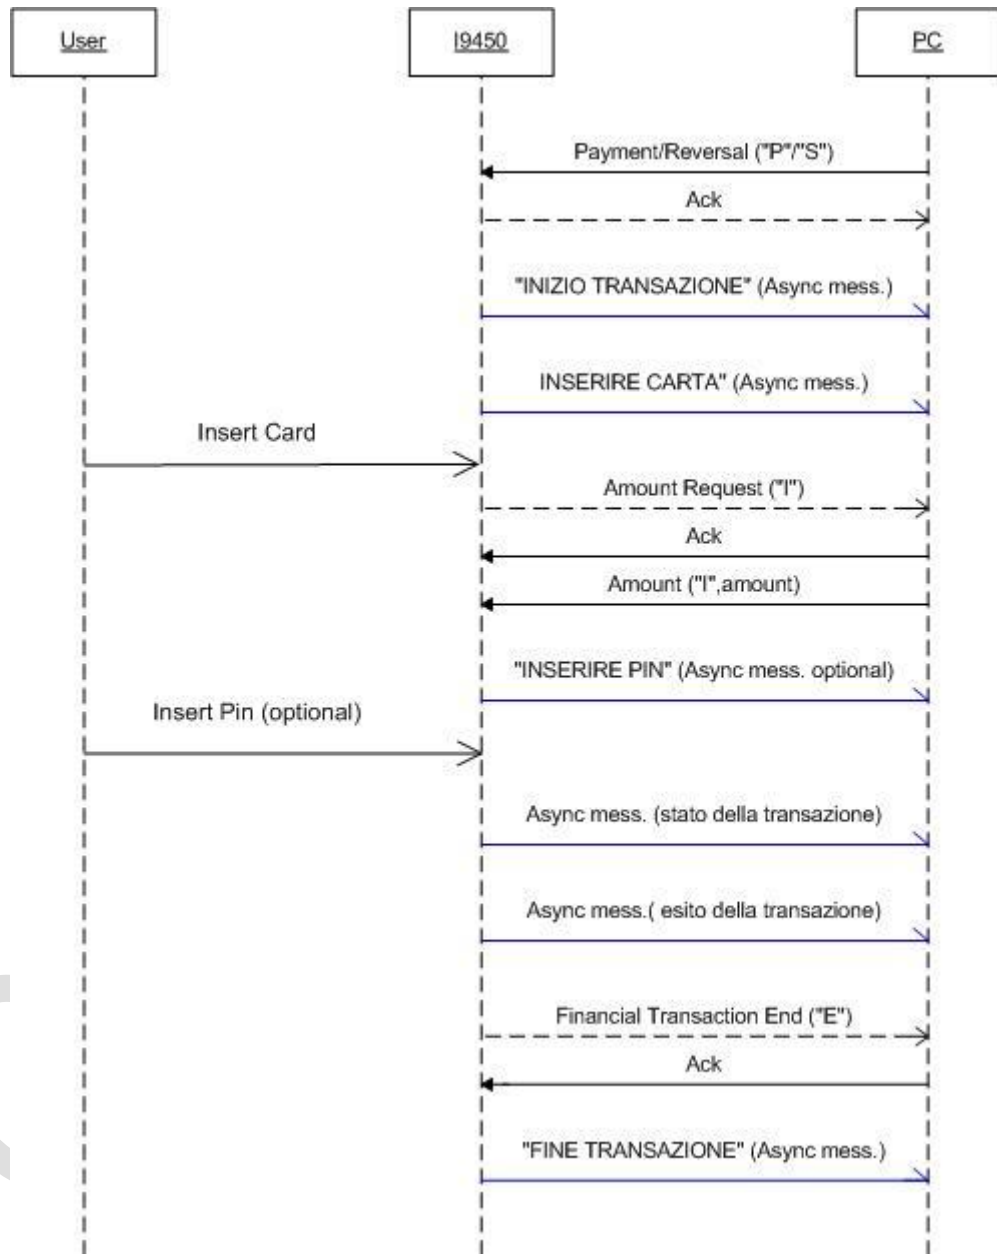 User
I9450
PC
Payment/Reversal ("P"/"S")
Ack
"INIZIO TRANSAZIONE" (Async mess.)
INSERIRE CARTA" (Async mess.)
Insert Card
Amount Request ("I")
Ack
Amount ("I",amount)
"INSERIRE PIN" (Async mess. optional)
Insert Pin (optional)
Async mess. (stato della transazione)
Async mess.( esito della transazione)
Financial Transaction End ("E")
Ack
"FINE TRANSAZIONE" (Async mess.)